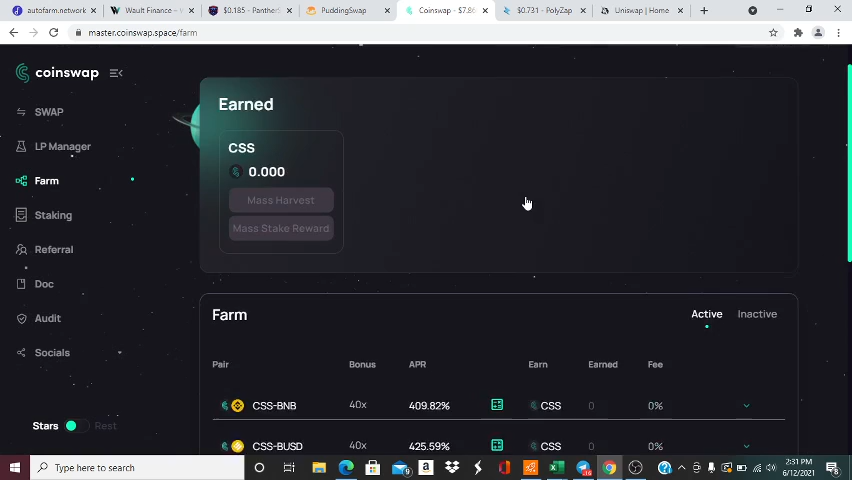 autofarm.network
Wault Finance –
$0.185 - PantherS
PuddingSwap
Coinswap - $7.86
$0.731 - PolyZap
Uniswap | Home
master.coinswap.space/farm
coinswap
SWAP
LP Manager
Farm
Staking
Referral
Doc
Audit
Socials
Stars Rest
Earned
CSS
0.000
Mass Harvest
Mass Stake Reward
Farm Active Inactive
Pair Bonus APR Earn Earned Fee
CSS-BNB 40x 409.82% CSS 0 0%
CSS-BUSD 40x 425.59% CSS 0 0%
Type here to search
2:31 PM
6/12/2021